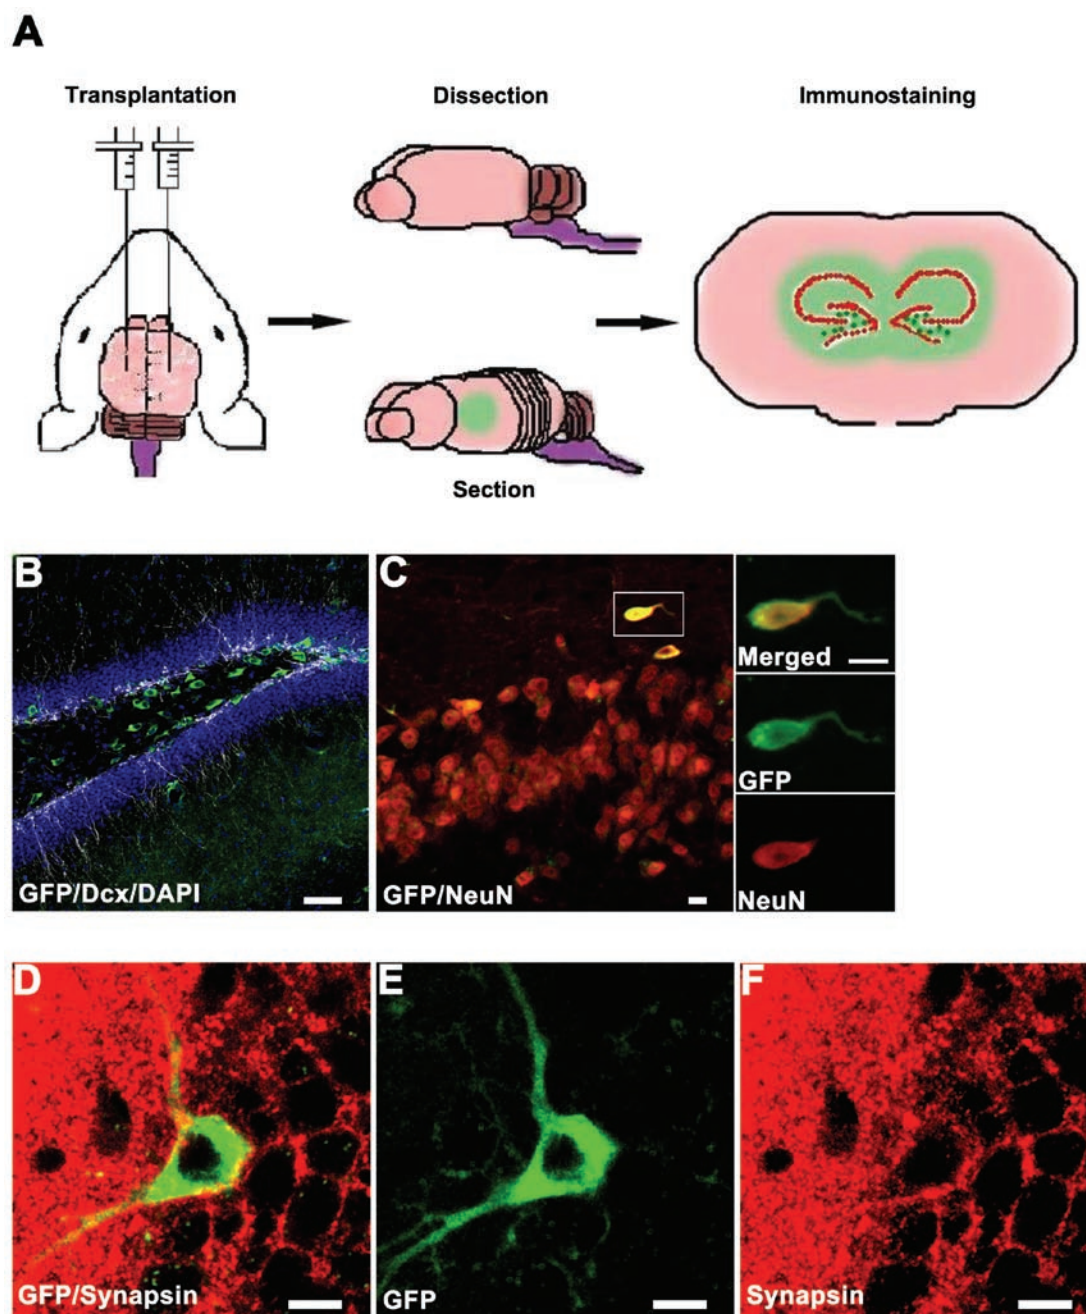 A
Transplantation
Dissection
Immunostaining
Section
B
GFP/Dcx/DAPI
C
GFP/NeuN
Merged
GFP
NeuN
D
GFP/Synapsin
E
GFP
F
Synapsin